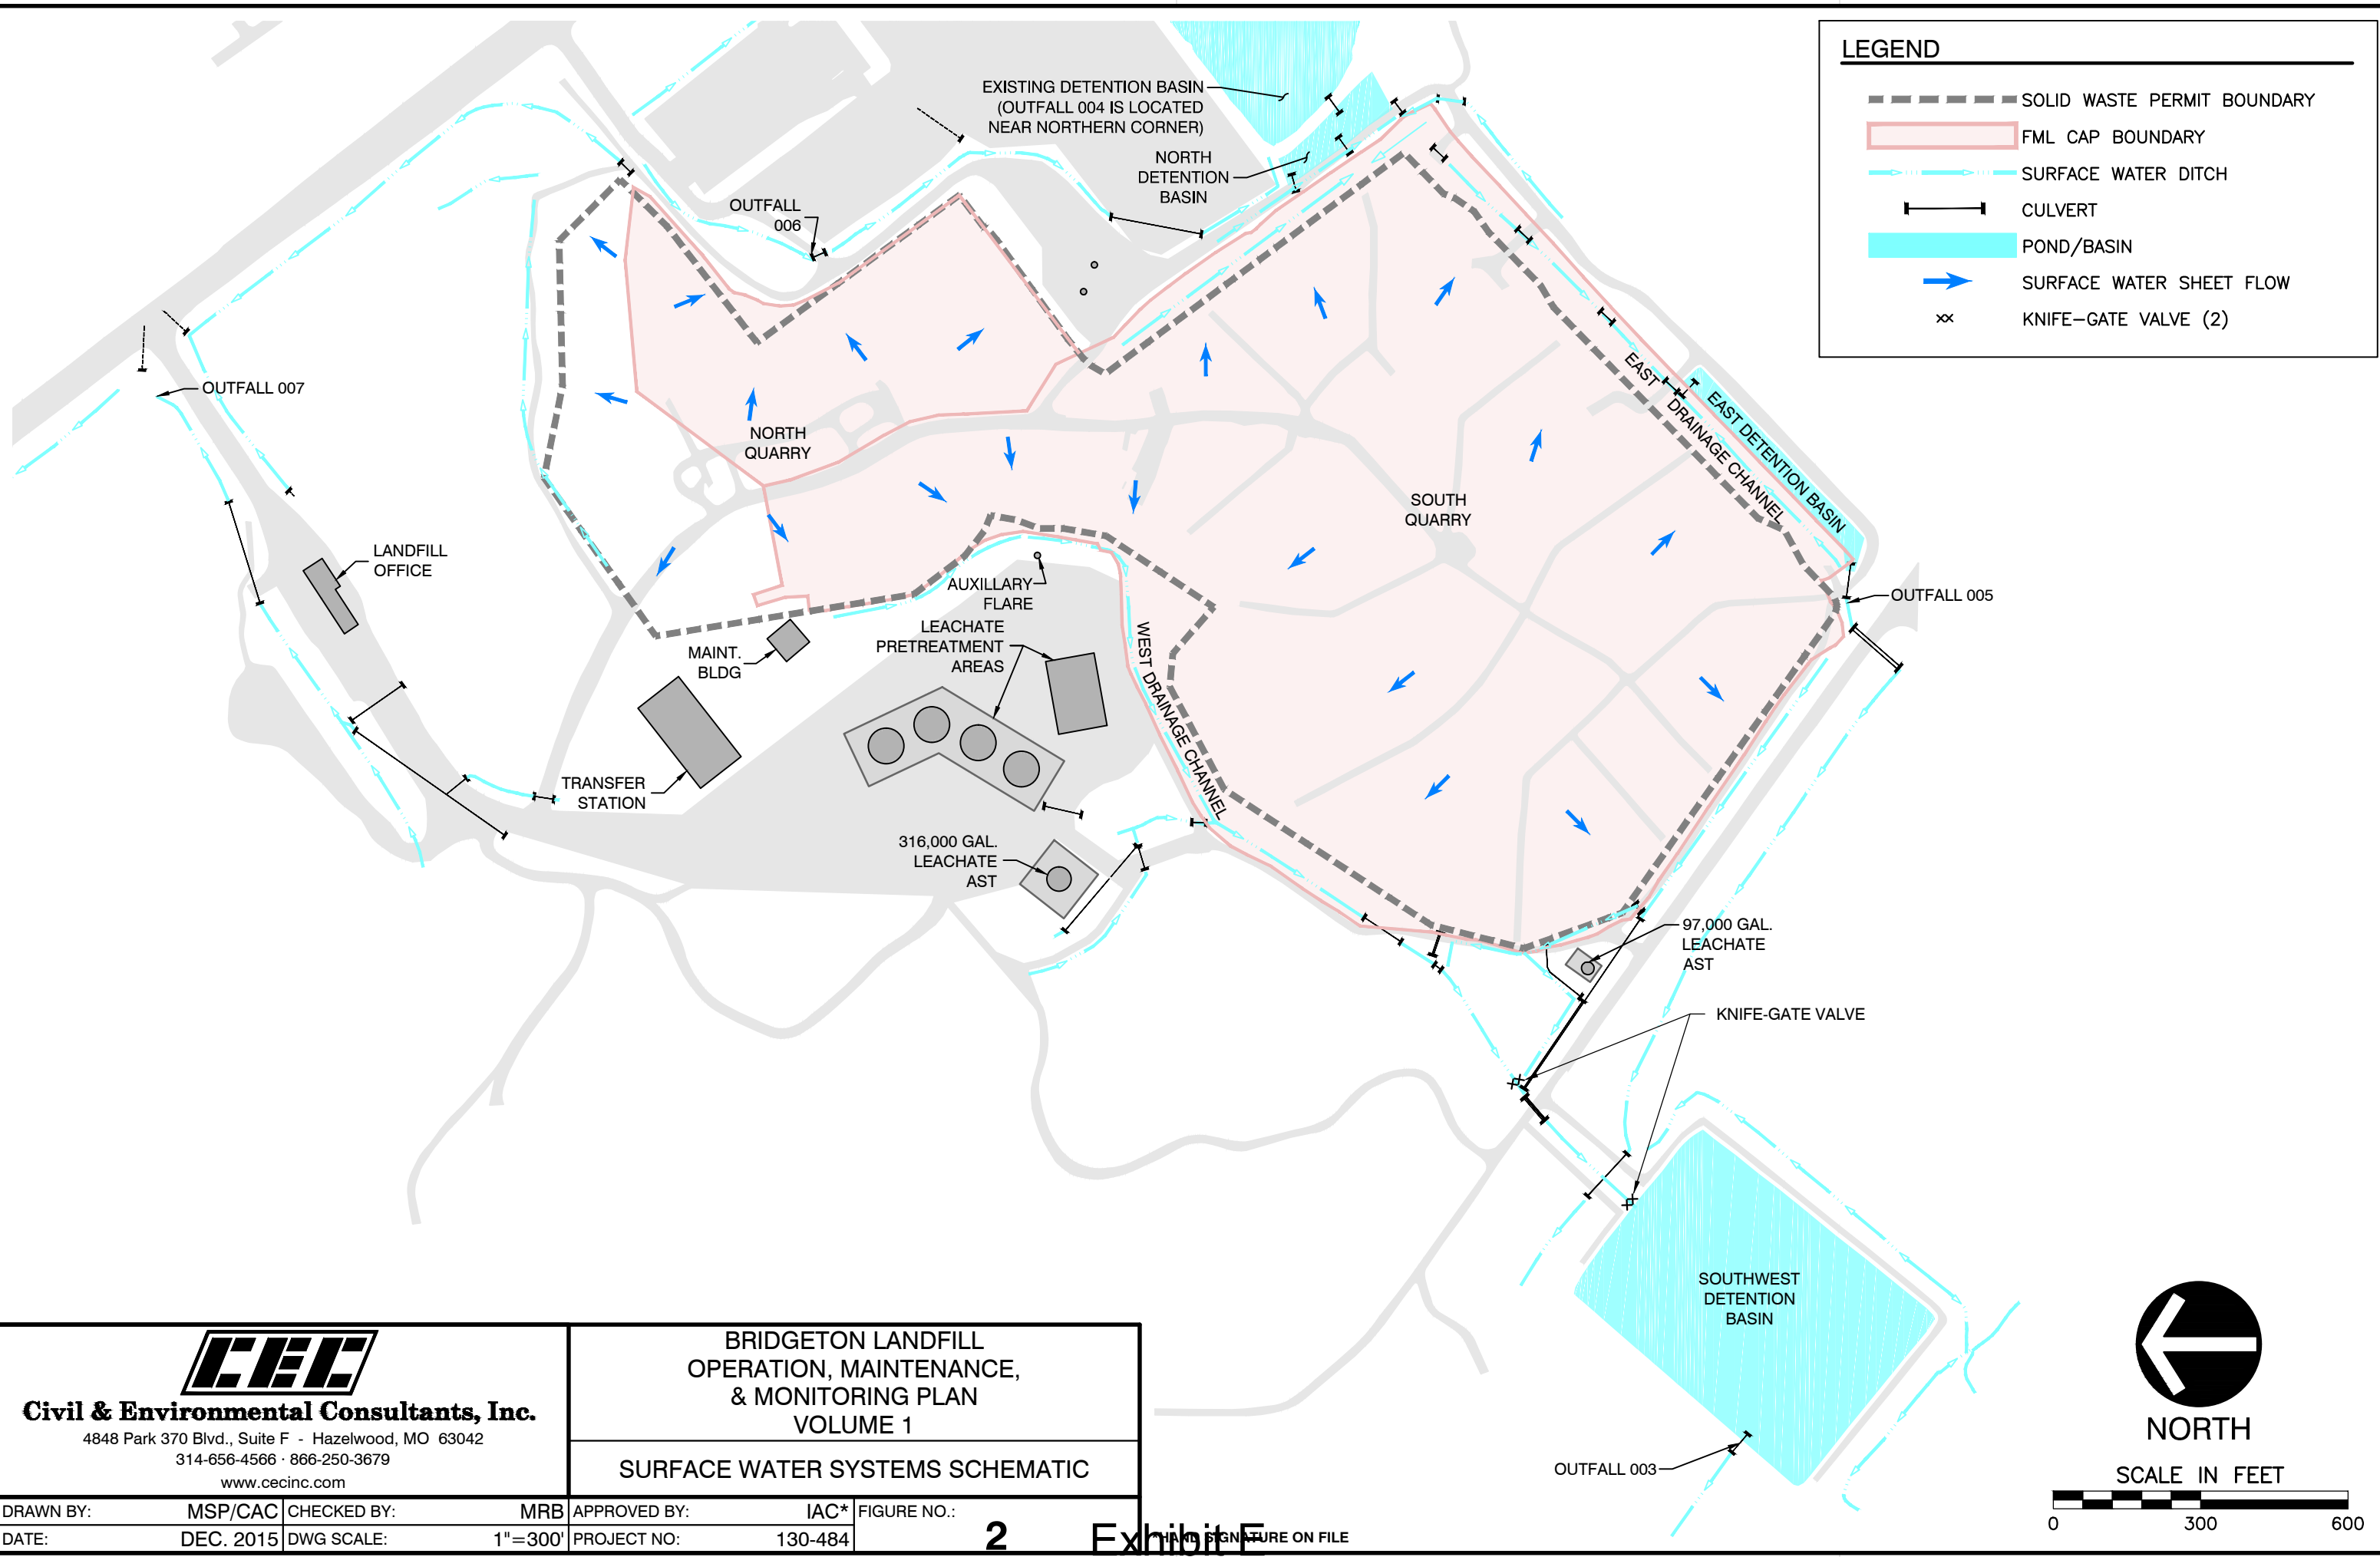 LEGEND
SOLID WASTE PERMIT BOUNDARY
FML CAP BOUNDARY
SURFACE WATER DITCH
CULVERT
POND/BASIN
SURFACE WATER SHEET FLOW
KNIFE-GATE VALVE (2)
EXISTING DETENTION BASIN
(OUTFALL 004 IS LOCATED
NEAR NORTHERN CORNER)
NORTH
DETENTION
BASIN
OUTFALL
006
OUTFALL 007
NORTH
QUARRY
EAST DRAINAGE CHANNEL
EAST DETENTION BASIN
SOUTH
QUARRY
LANDFILL
OFFICE
AUXILLARY
FLARE
OUTFALL 005
LEACHATE
PRETREATMENT
AREAS
MAINT.
BLDG
WEST DRAINAGE CHANNEL
TRANSFER
STATION
316,000 GAL.
LEACHATE
AST
97,000 GAL.
LEACHATE
AST
KNIFE-GATE VALVE
SOUTHWEST
DETENTION
BASIN
OUTFALL 003
NORTH
SCALE IN FEET
0 300 600
CEC
Civil & Environmental Consultants, Inc.
4848 Park 370 Blvd., Suite F - Hazelwood, MO 63042
314-656-4566 · 866-250-3679
www.cecinc.com
BRIDGETON LANDFILL
OPERATION, MAINTENANCE,
& MONITORING PLAN
VOLUME 1
SURFACE WATER SYSTEMS SCHEMATIC
DRAWN BY: MSP/CAC CHECKED BY: MRB APPROVED BY: IAC* FIGURE NO.:
DATE: DEC. 2015 DWG SCALE: 1"=300' PROJECT NO: 130-484 2
Exhibit E
*HAND SIGNATURE ON FILE